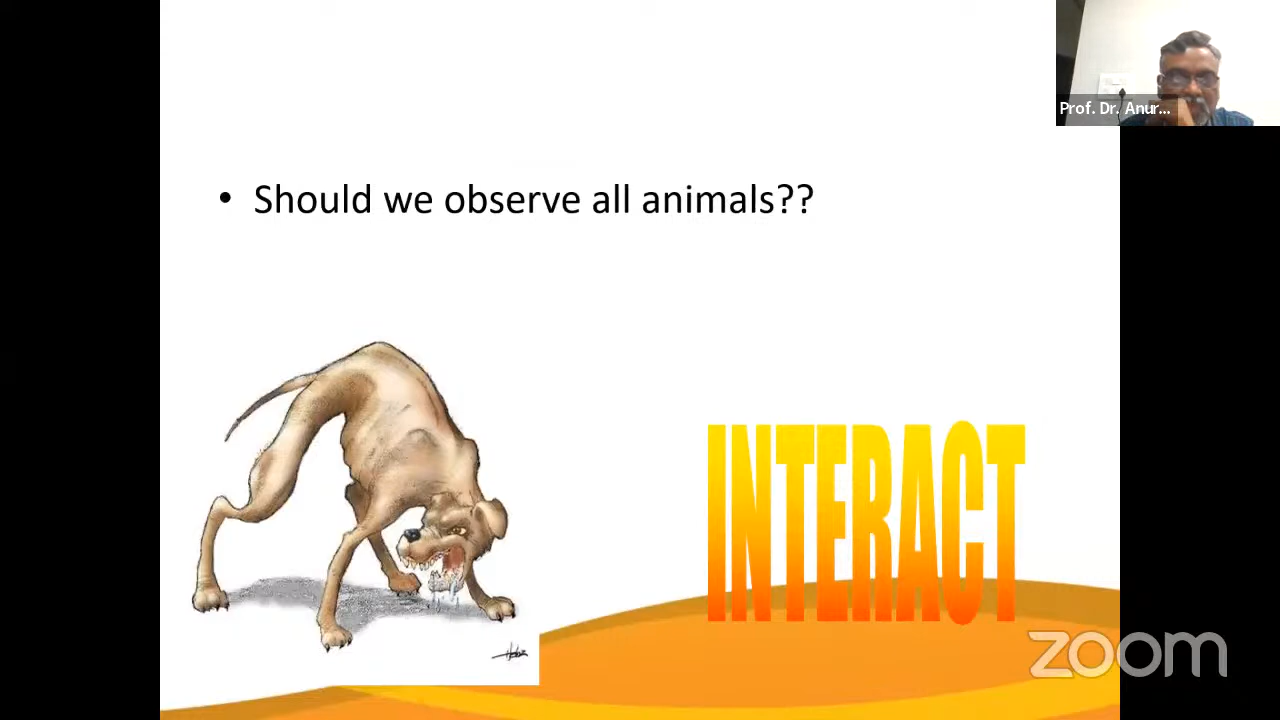 Prof. Dr. Anur...
• Should we observe all animals??
INTERACT
zoom